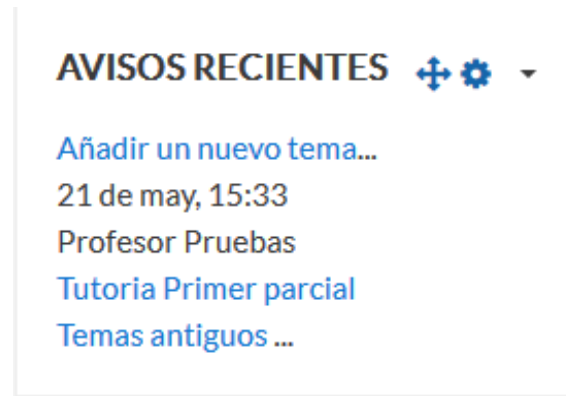 AVISOS RECIENTES
Añadir un nuevo tema...
21 de may, 15:33
Profesor Pruebas
Tutoria Primer parcial
Temas antiguos ...